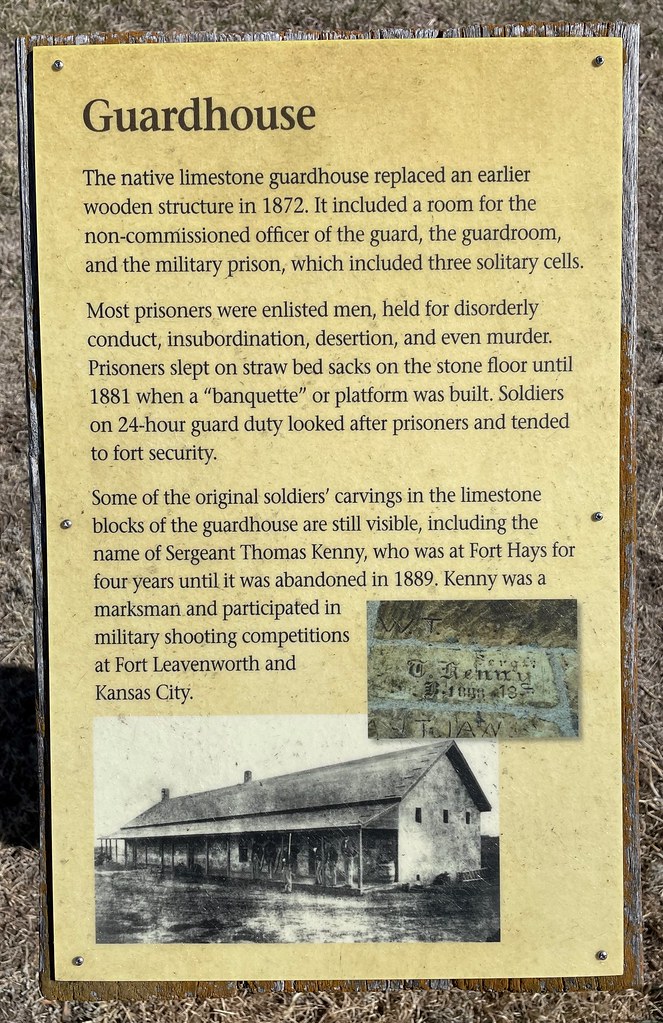 Guardhouse
The native limestone guardhouse replaced an earlier
wooden structure in 1872. It included a room for the
non-commissioned officer of the guard, the guardroom,
and the military prison, which included three solitary cells.
Most prisoners were enlisted men, held for disorderly
conduct, insubordination, desertion, and even murder.
Prisoners slept on straw bed sacks on the stone floor until
1881 when a “banquette” or platform was built. Soldiers
on 24-hour guard duty looked after prisoners and tended
to fort security.
Some of the original soldiers’ carvings in the limestone
blocks of the guardhouse are still visible, including the
name of Sergeant Thomas Kenny, who was at Fort Hays for
four years until it was abandoned in 1889. Kenny was a
marksman and participated in
military shooting competitions
at Fort Leavenworth and
Kansas City.
W T
T Kenny